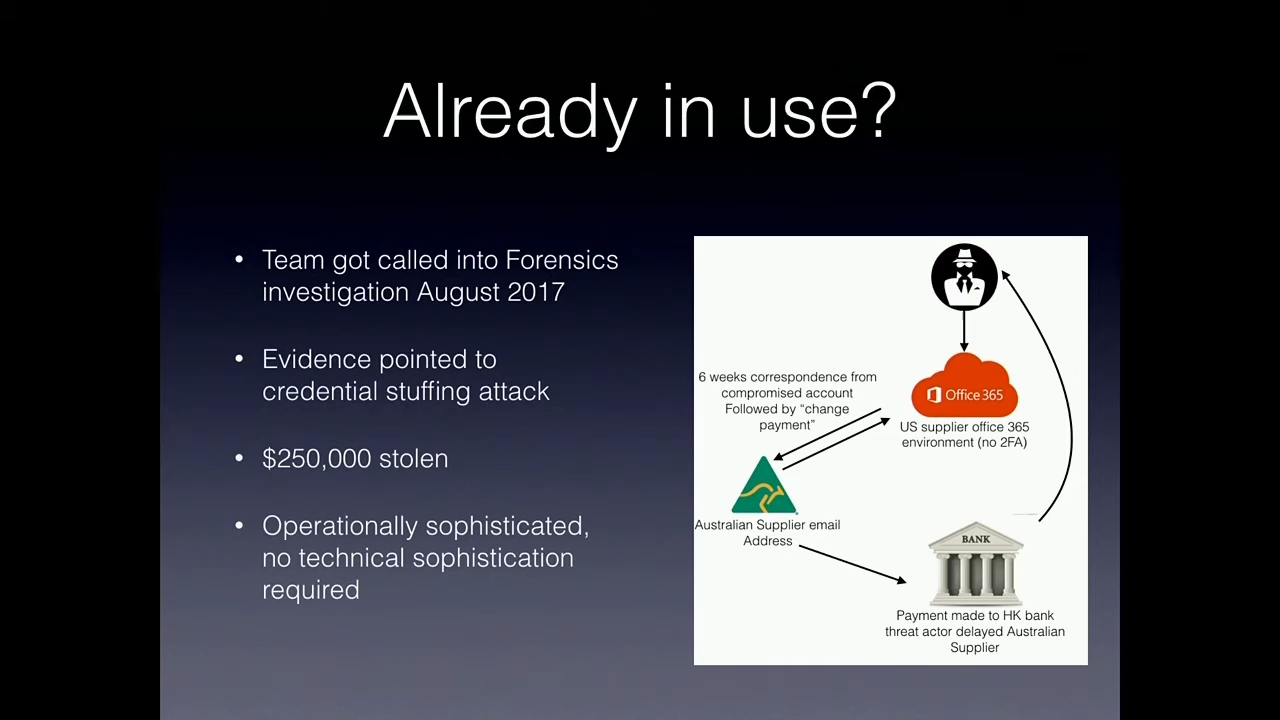 Already in use?
• Team got called into Forensics
investigation August 2017
• Evidence pointed to
credential stuffing attack
• $250,000 stolen
• Operationally sophisticated,
no technical sophistication
required
6 weeks correspondence from
compromised account
Followed by “change
payment”
Office 365
US supplier office 365
environment (no 2FA)
Australian Supplier email
Address
BANK
Payment made to HK bank
threat actor delayed Australian
Supplier